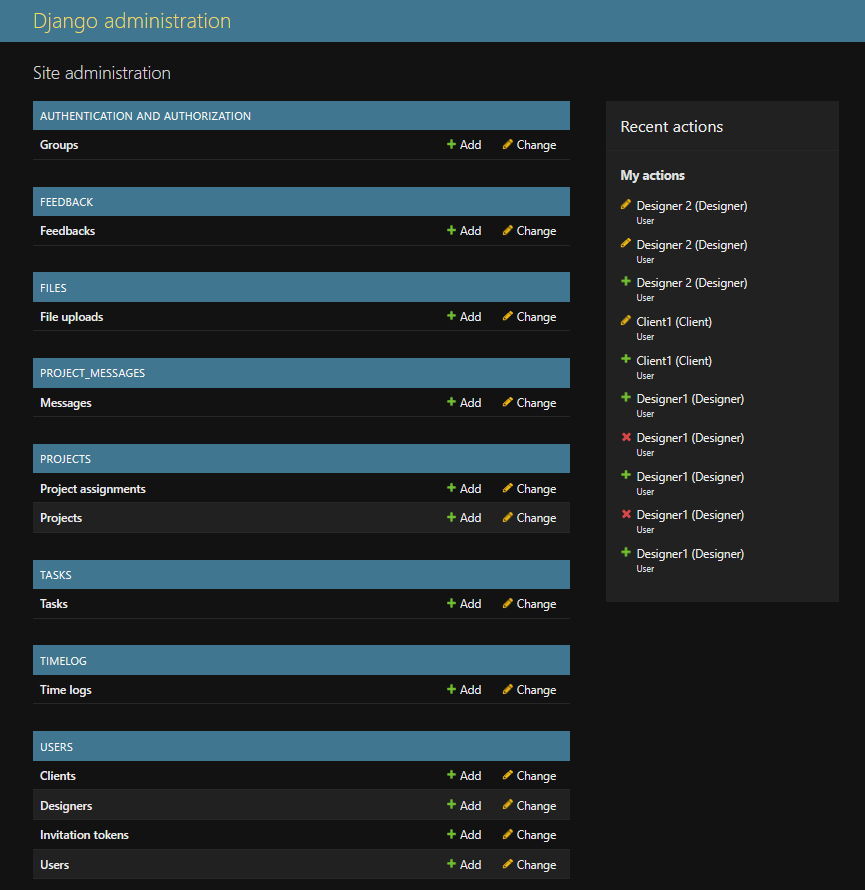 Django administration
Site administration
AUTHENTICATION AND AUTHORIZATION
Groups Add Change
FEEDBACK
Feedbacks Add Change
FILES
File uploads Add Change
PROJECT_MESSAGES
Messages Add Change
PROJECTS
Project assignments Add Change
Projects Add Change
TASKS
Tasks Add Change
TIMELOG
Time logs Add Change
USERS
Clients Add Change
Designers Add Change
Invitation tokens Add Change
Users Add Change
Recent actions
My actions
Designer 2 (Designer)
User
Designer 2 (Designer)
User
Designer 2 (Designer)
User
Client1 (Client)
User
Client1 (Client)
User
Designer1 (Designer)
User
Designer1 (Designer)
User
Designer1 (Designer)
User
Designer1 (Designer)
User
Designer1 (Designer)
User